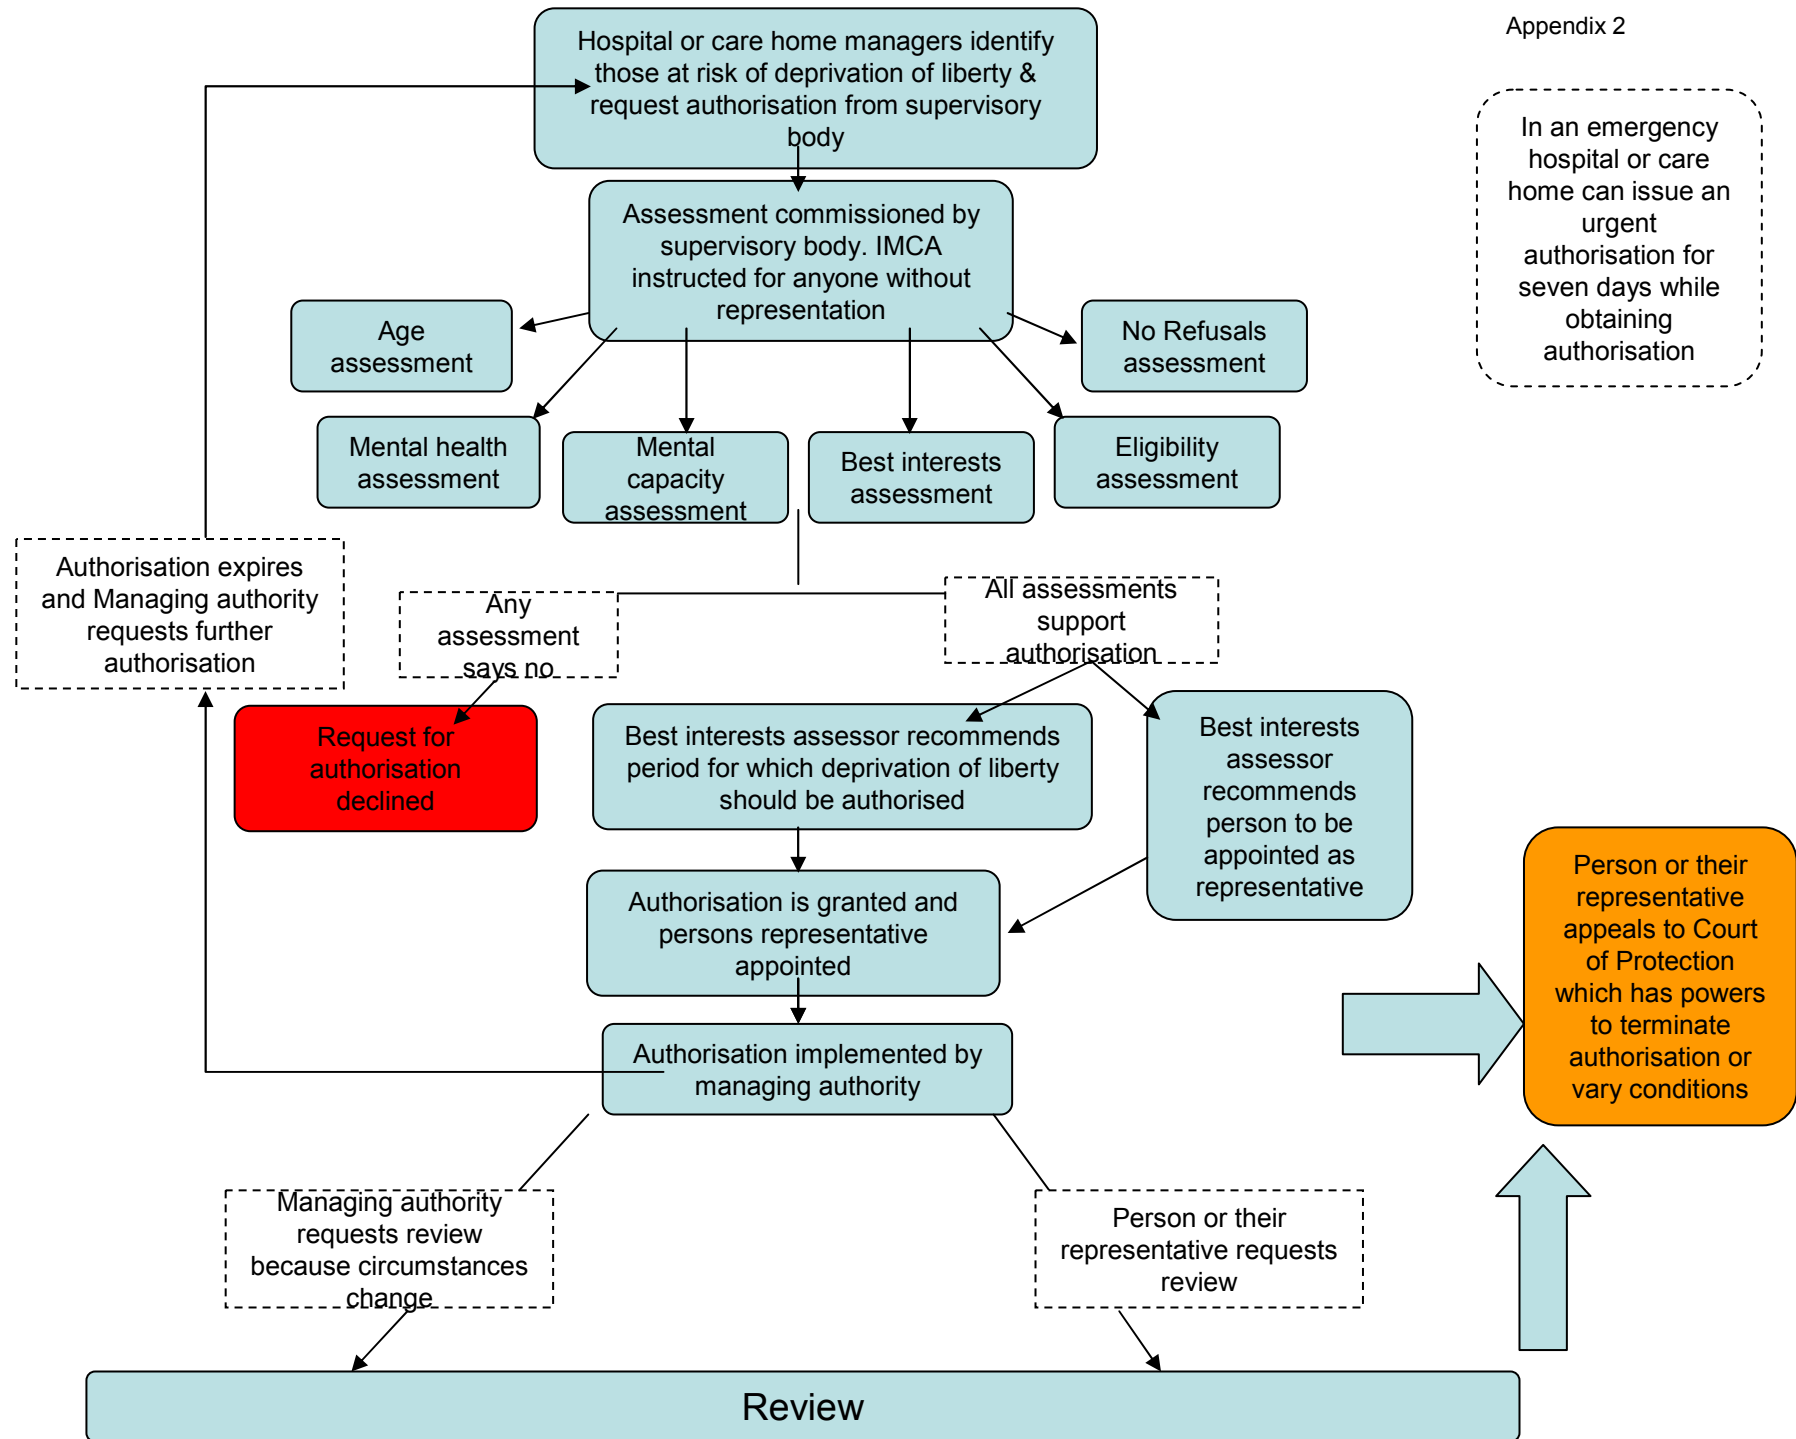 Appendix 2
Hospital or care home managers identify
those at risk of deprivation of liberty &
request authorisation from supervisory
body
In an emergency
hospital or care
home can issue an
urgent
authorisation for
seven days while
obtaining
authorisation
Assessment commissioned by
supervisory body. IMCA
instructed for anyone without
representation
Age
assessment
No Refusals
assessment
Mental health
assessment
Mental
capacity
assessment
Best interests
assessment
Eligibility
assessment
Authorisation expires
and Managing authority
requests further
authorisation
Any
assessment
says no
All assessments
support
authorisation
Request for
authorisation
declined
Best interests assessor recommends
period for which deprivation of liberty
should be authorised
Best interests
assessor
recommends
person to be
appointed as
representative
Authorisation is granted and
persons representative
appointed
Person or their
representative
appeals to Court
of Protection
which has powers
to terminate
authorisation or
vary conditions
Authorisation implemented by
managing authority
Managing authority
requests review
because circumstances
change
Person or their
representative requests
review
Review